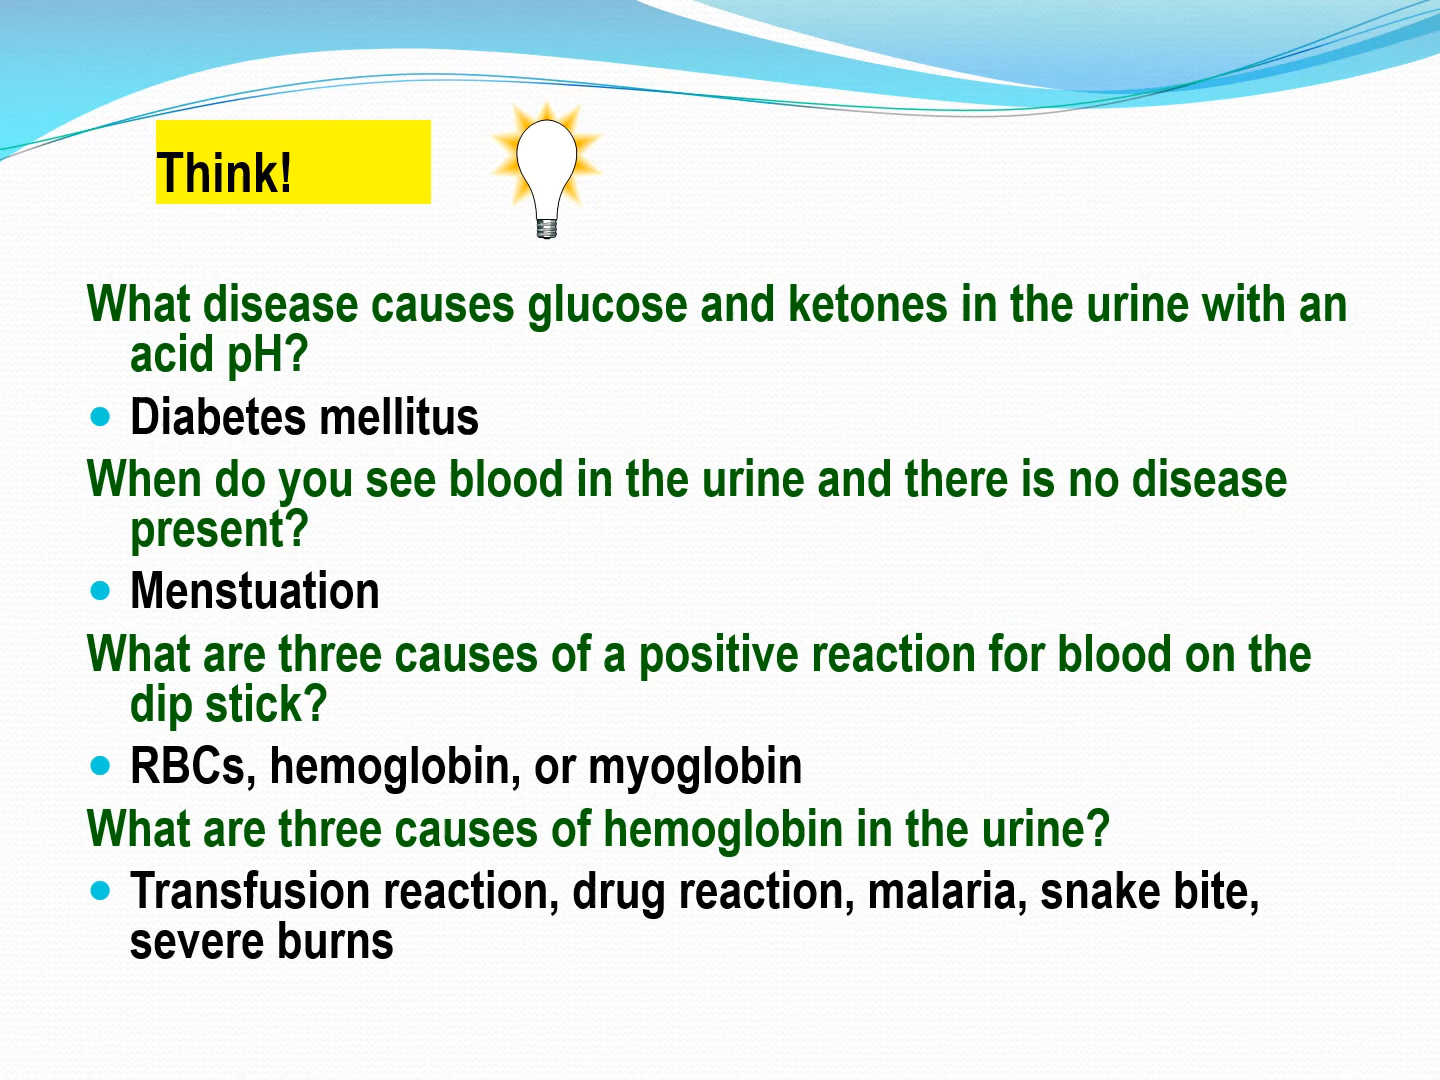 Think!
What disease causes glucose and ketones in the urine with an
acid pH?
• Diabetes mellitus
When do you see blood in the urine and there is no disease
present?
• Menstuation
What are three causes of a positive reaction for blood on the
dip stick?
• RBCs, hemoglobin, or myoglobin
What are three causes of hemoglobin in the urine?
• Transfusion reaction, drug reaction, malaria, snake bite,
severe burns